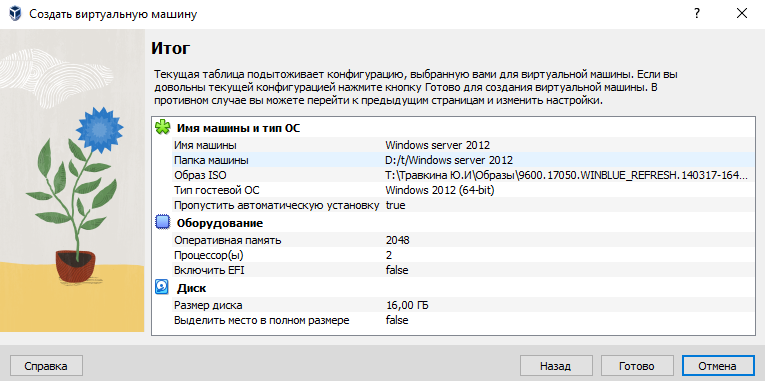 Создать виртуальную машину
?
Итог
Текущая таблица подытоживает конфигурацию, выбранную вами для виртуальной машины. Если вы
довольны текущей конфигурацией нажмите кнопку Готово для создания виртуальной машины. В
противном случае вы можете перейти к предыдущим страницам и изменить настройки.
Имя машины и тип ОС
Имя машины Windows server 2012
Папка машины D:/t/Windows server 2012
Образ ISO T:\Травкина Ю.И\Образы\9600.17050.WINBLUE_REFRESH.140317-164...
Тип гостевой ОС Windows 2012 (64-bit)
Пропустить автоматическую установку true
Оборудование
Оперативная память 2048
Процессор(ы) 2
Включить EFI false
Диск
Размер диска 16,00 ГБ
Выделить место в полном размере false
Справка Назад Готово Отмена